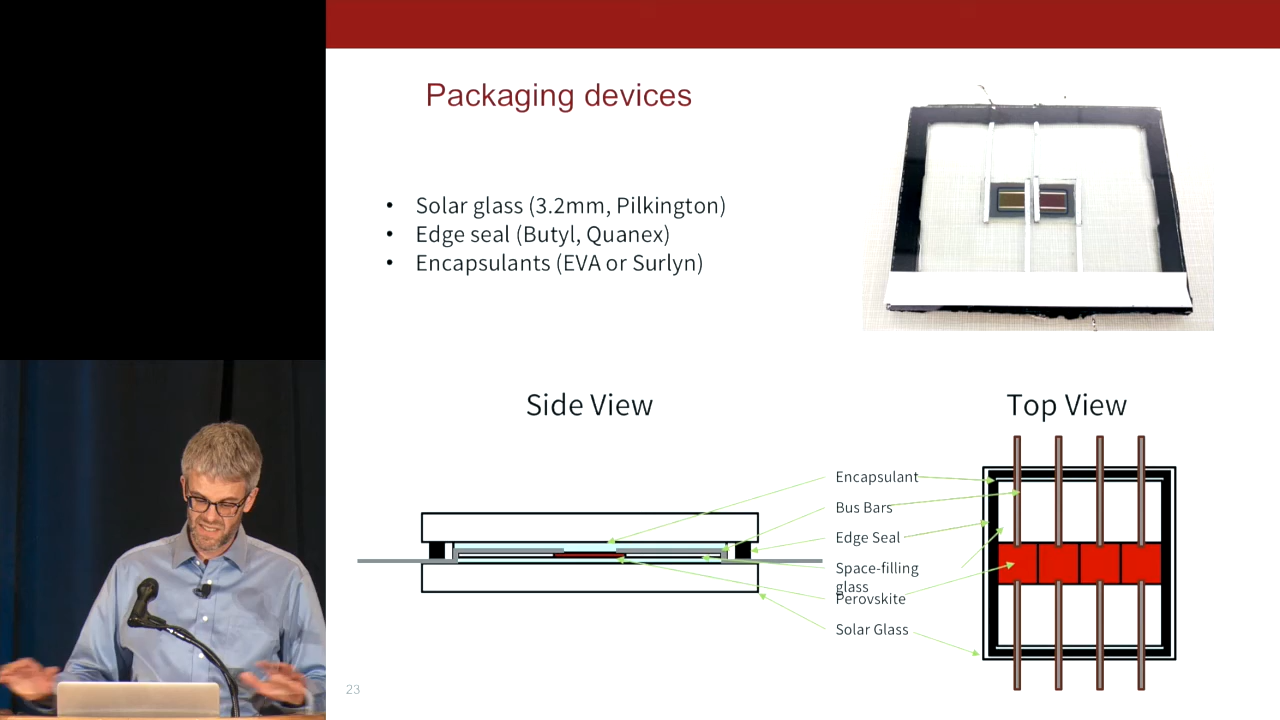 Packaging devices
• Solar glass (3.2mm, Pilkington)
• Edge seal (Butyl, Quanex)
• Encapsulants (EVA or Surlyn)
Side View
Top View
Encapsulant
Bus Bars
Edge Seal
Space-filling
glass
Perovskite
Solar Glass
23